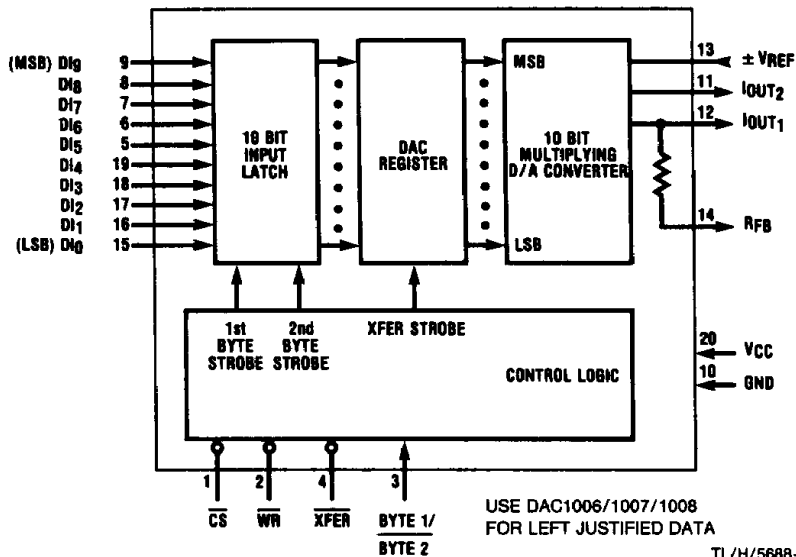 (MSB) DI9 9
DI8 8
DI7 7
DI6 6
DI5 5
DI4 19
DI3 18
DI2 17
DI1 16
(LSB) DI0 15
19 BIT
INPUT
LATCH
DAC
REGISTER
MSB
10 BIT
MULTIPLYING
D/A CONVERTER
LSB
13 ± VREF
11 IOUT2
12 IOUT1
14 RFB
1st
BYTE
STROBE
2nd
BYTE
STROBE
XFER STROBE
CONTROL LOGIC
20 VCC
10 GND
1 2 4 3
CS WR XFER BYTE 1/
BYTE 2
USE DAC1006/1007/1008
FOR LEFT JUSTIFIED DATA
TL/H/5688-